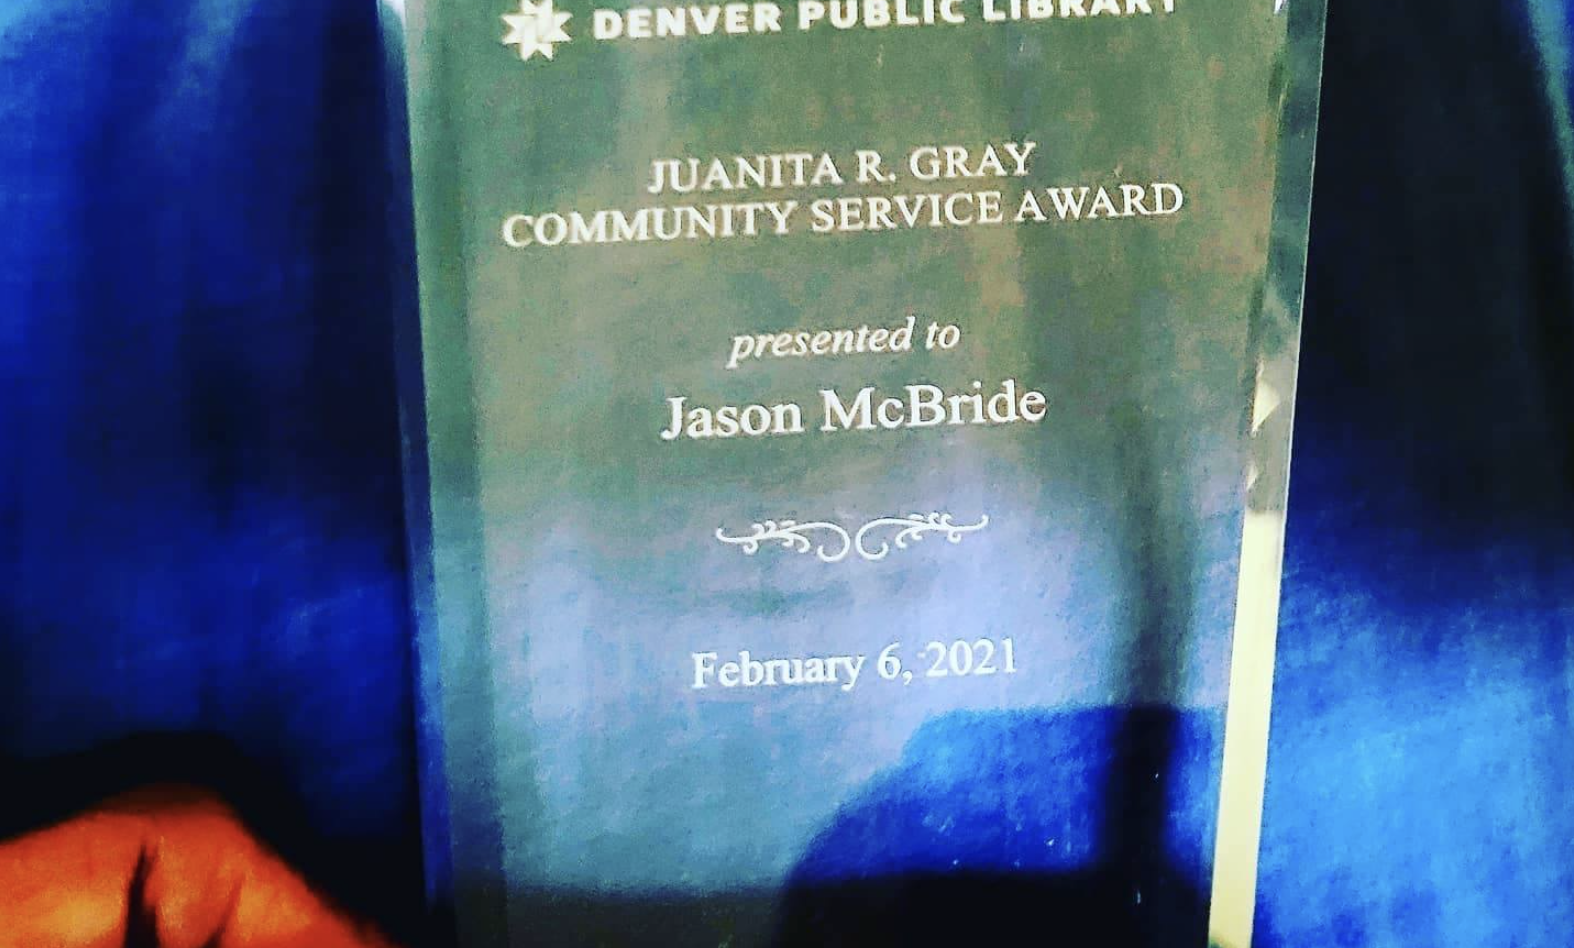 DENVER PUBLIC LIBRARY
JUANITA R. GRAY
COMMUNITY SERVICE AWARD
presented to
Jason McBride
February 6, 2021